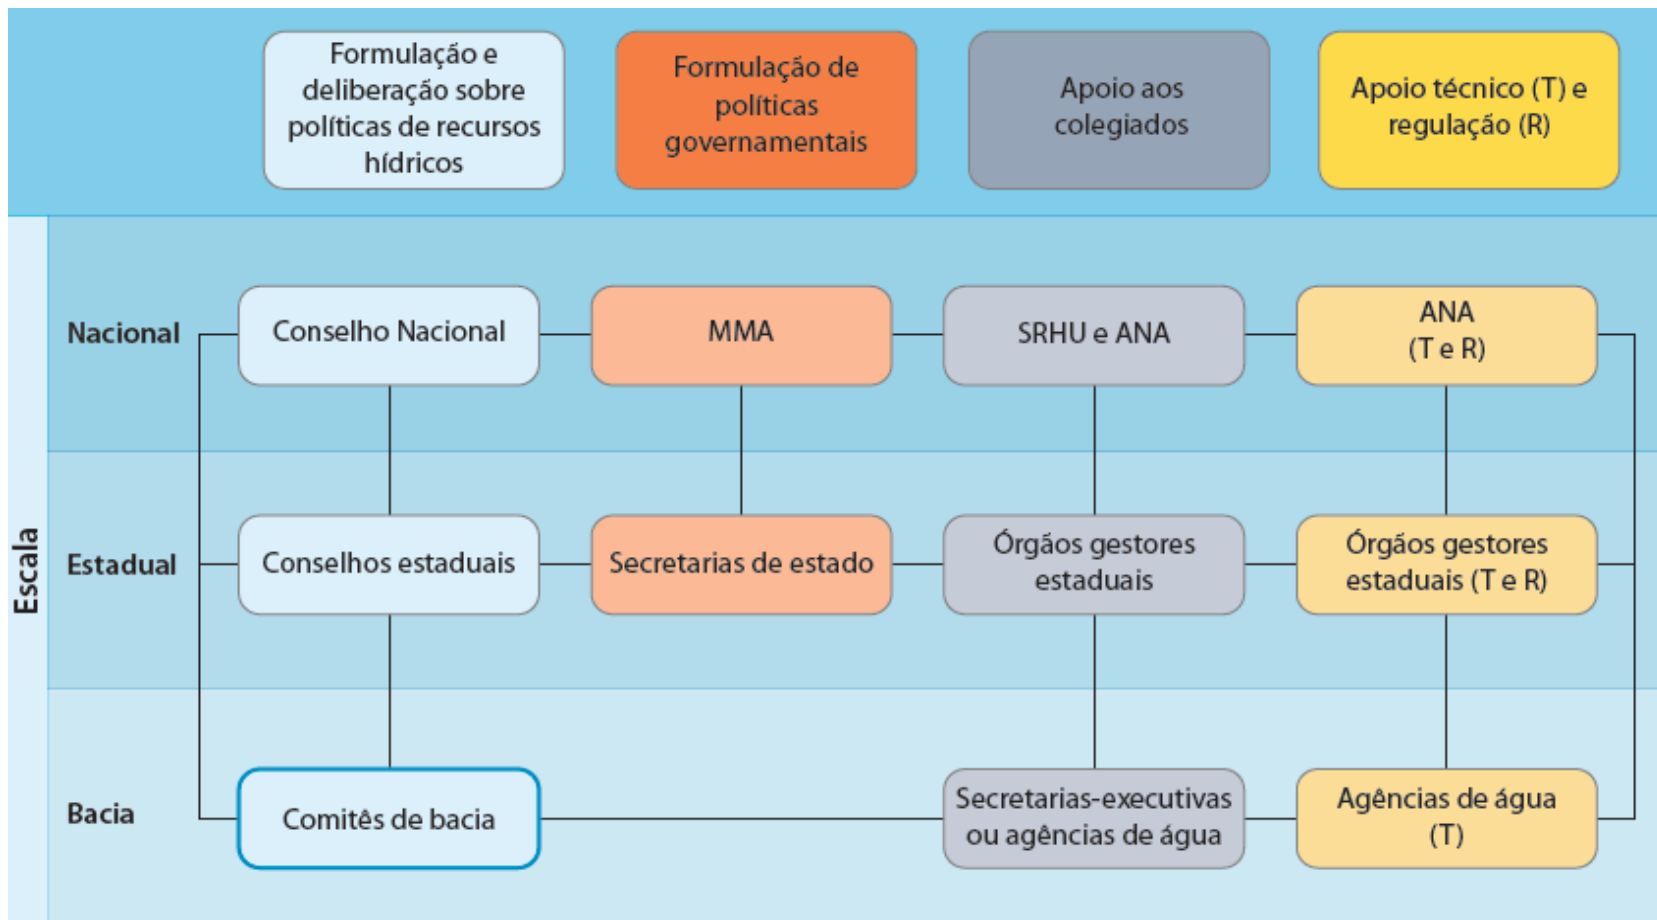 Formulação e
deliberação sobre
políticas de recursos
hídricos
Formulação de
políticas
governamentais
Apoio aos
colegiados
Apoio técnico (T) e
regulação (R)
Escala
Nacional
Conselho Nacional
MMA
SRHU e ANA
ANA
(T e R)
Estadual
Conselhos estaduais
Secretarias de estado
Órgãos gestores
estaduais
Órgãos gestores
estaduais (T e R)
Bacia
Comitês de bacia
Secretarias-executivas
ou agências de água
Agências de água
(T)